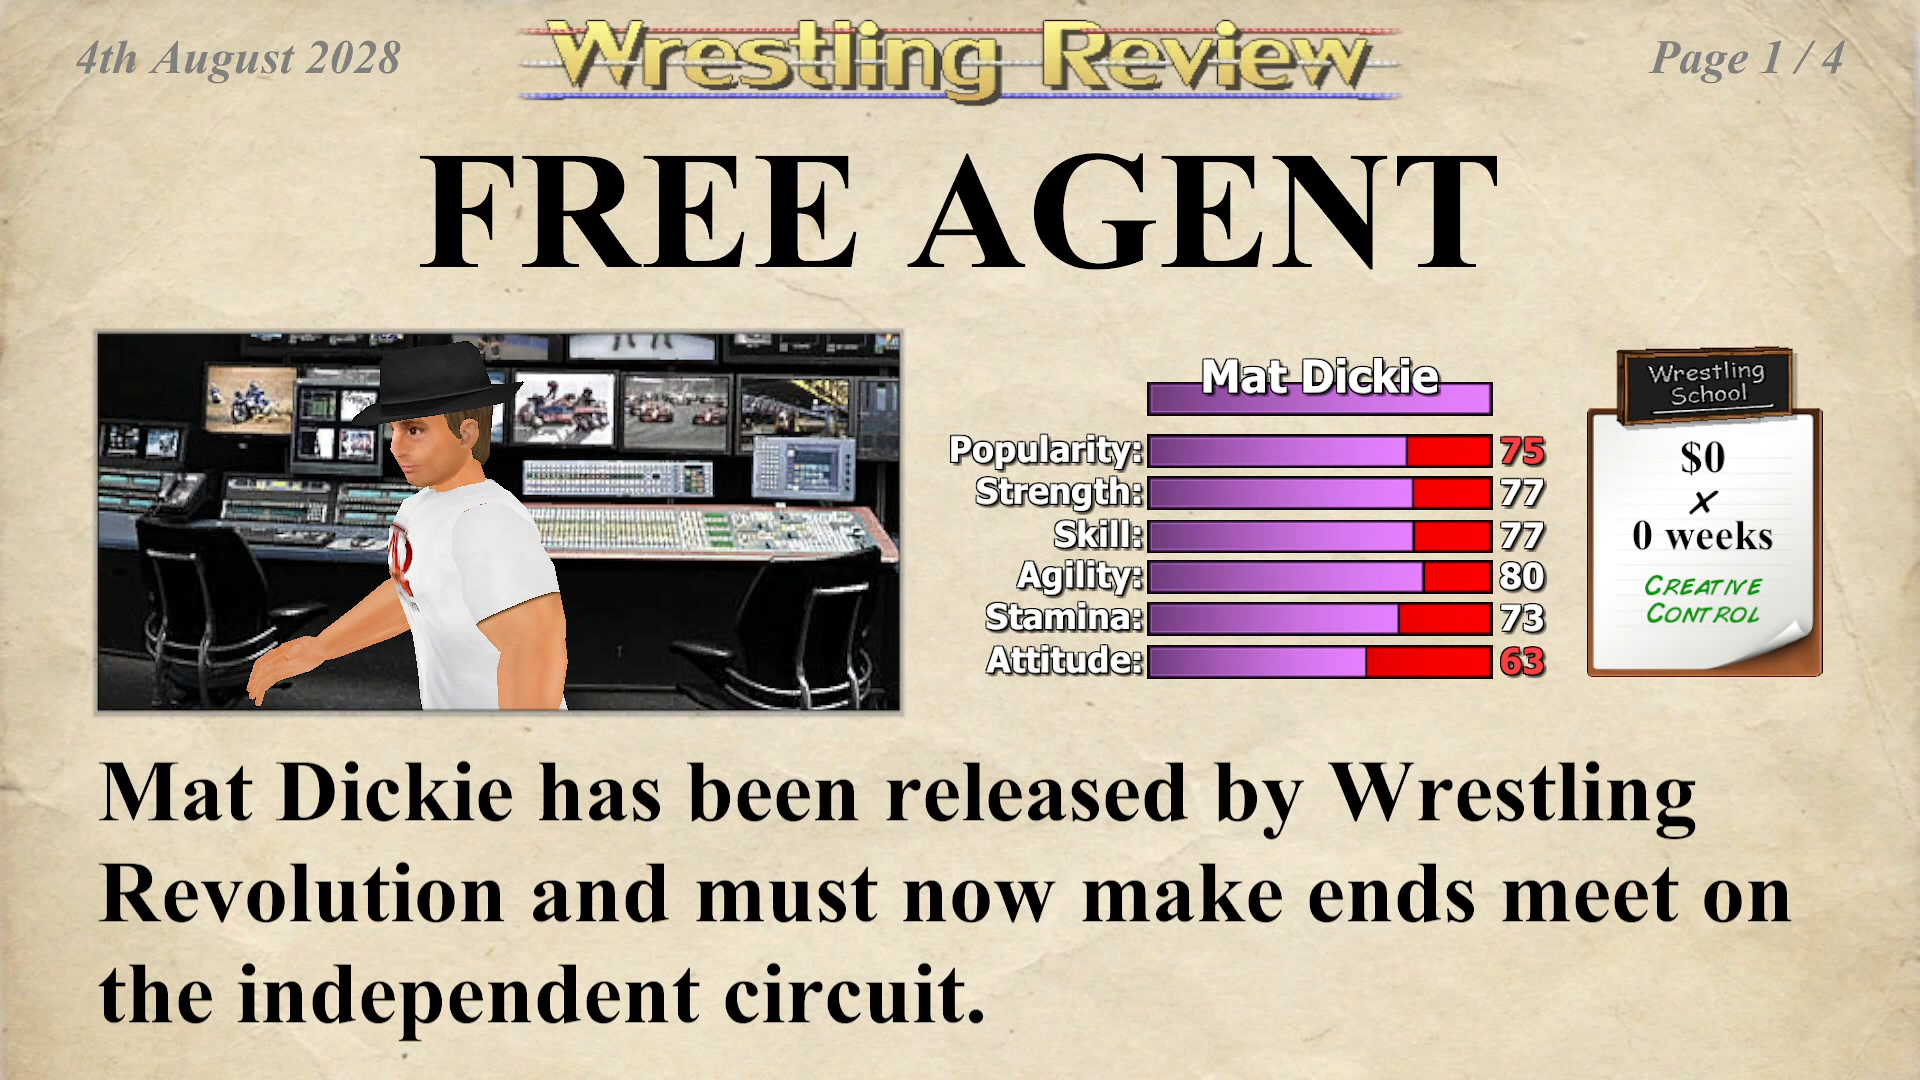 4th August 2028
Wrestling Review
Page 1 / 4
FREE AGENT
Mat Dickie
Popularity: 75
Strength: 77
Skill: 77
Agility: 80
Stamina: 73
Attitude: 63
Wrestling
School
$0
x
0 weeks
CREATIVE
CONTROL
Mat Dickie has been released by Wrestling
Revolution and must now make ends meet on
the independent circuit.